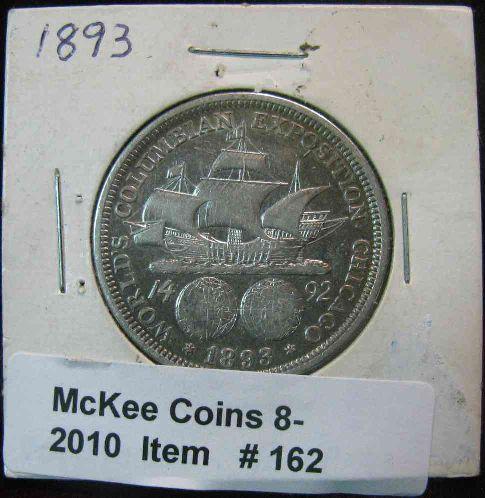 1893
WORLD'S COLUMBIAN EXPOSITION CHICAGO
14 92
* 1893 *
McKee Coins 8-
2010 Item # 162